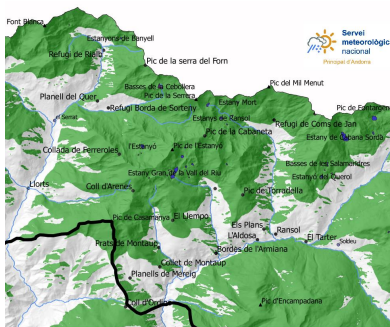 Font Blanca
Estanyons de Banyell
Refugi de Rialb
Pic de la serra del Forn
Servei
meteorològic
nacional
Principat d'Andorra
Basses de la Cebollera
Pic de la Serrera
Pic del Mil Menut
Planell del Quer
Refugi Borda de Sorteny
Estany Mort
Estanys de Ransol
Pic de Fontargent
el Serrat
Refugi de Coms de Jan
Pic de la Cabaneta
Estany de Cabana Sorda
Collada de Ferreroles
l'Estanyó
Pic de l'Estanyó
Basses de les Salamandres
Estany Gran de la Vall del Riu
Estanyó del Querol
Llorts
Coll d'Arenes
Pic de Tosradella
Pic de Casamanya
El Llempo
Els Plans
L'Aldosa
Ransol
El Tarter
Soldeu
Prats de Montaup
Bordes de l'Armiana
Collet de Montaup
Planells de Mereig
Coll d'Ordino
Pic d'Encampadana